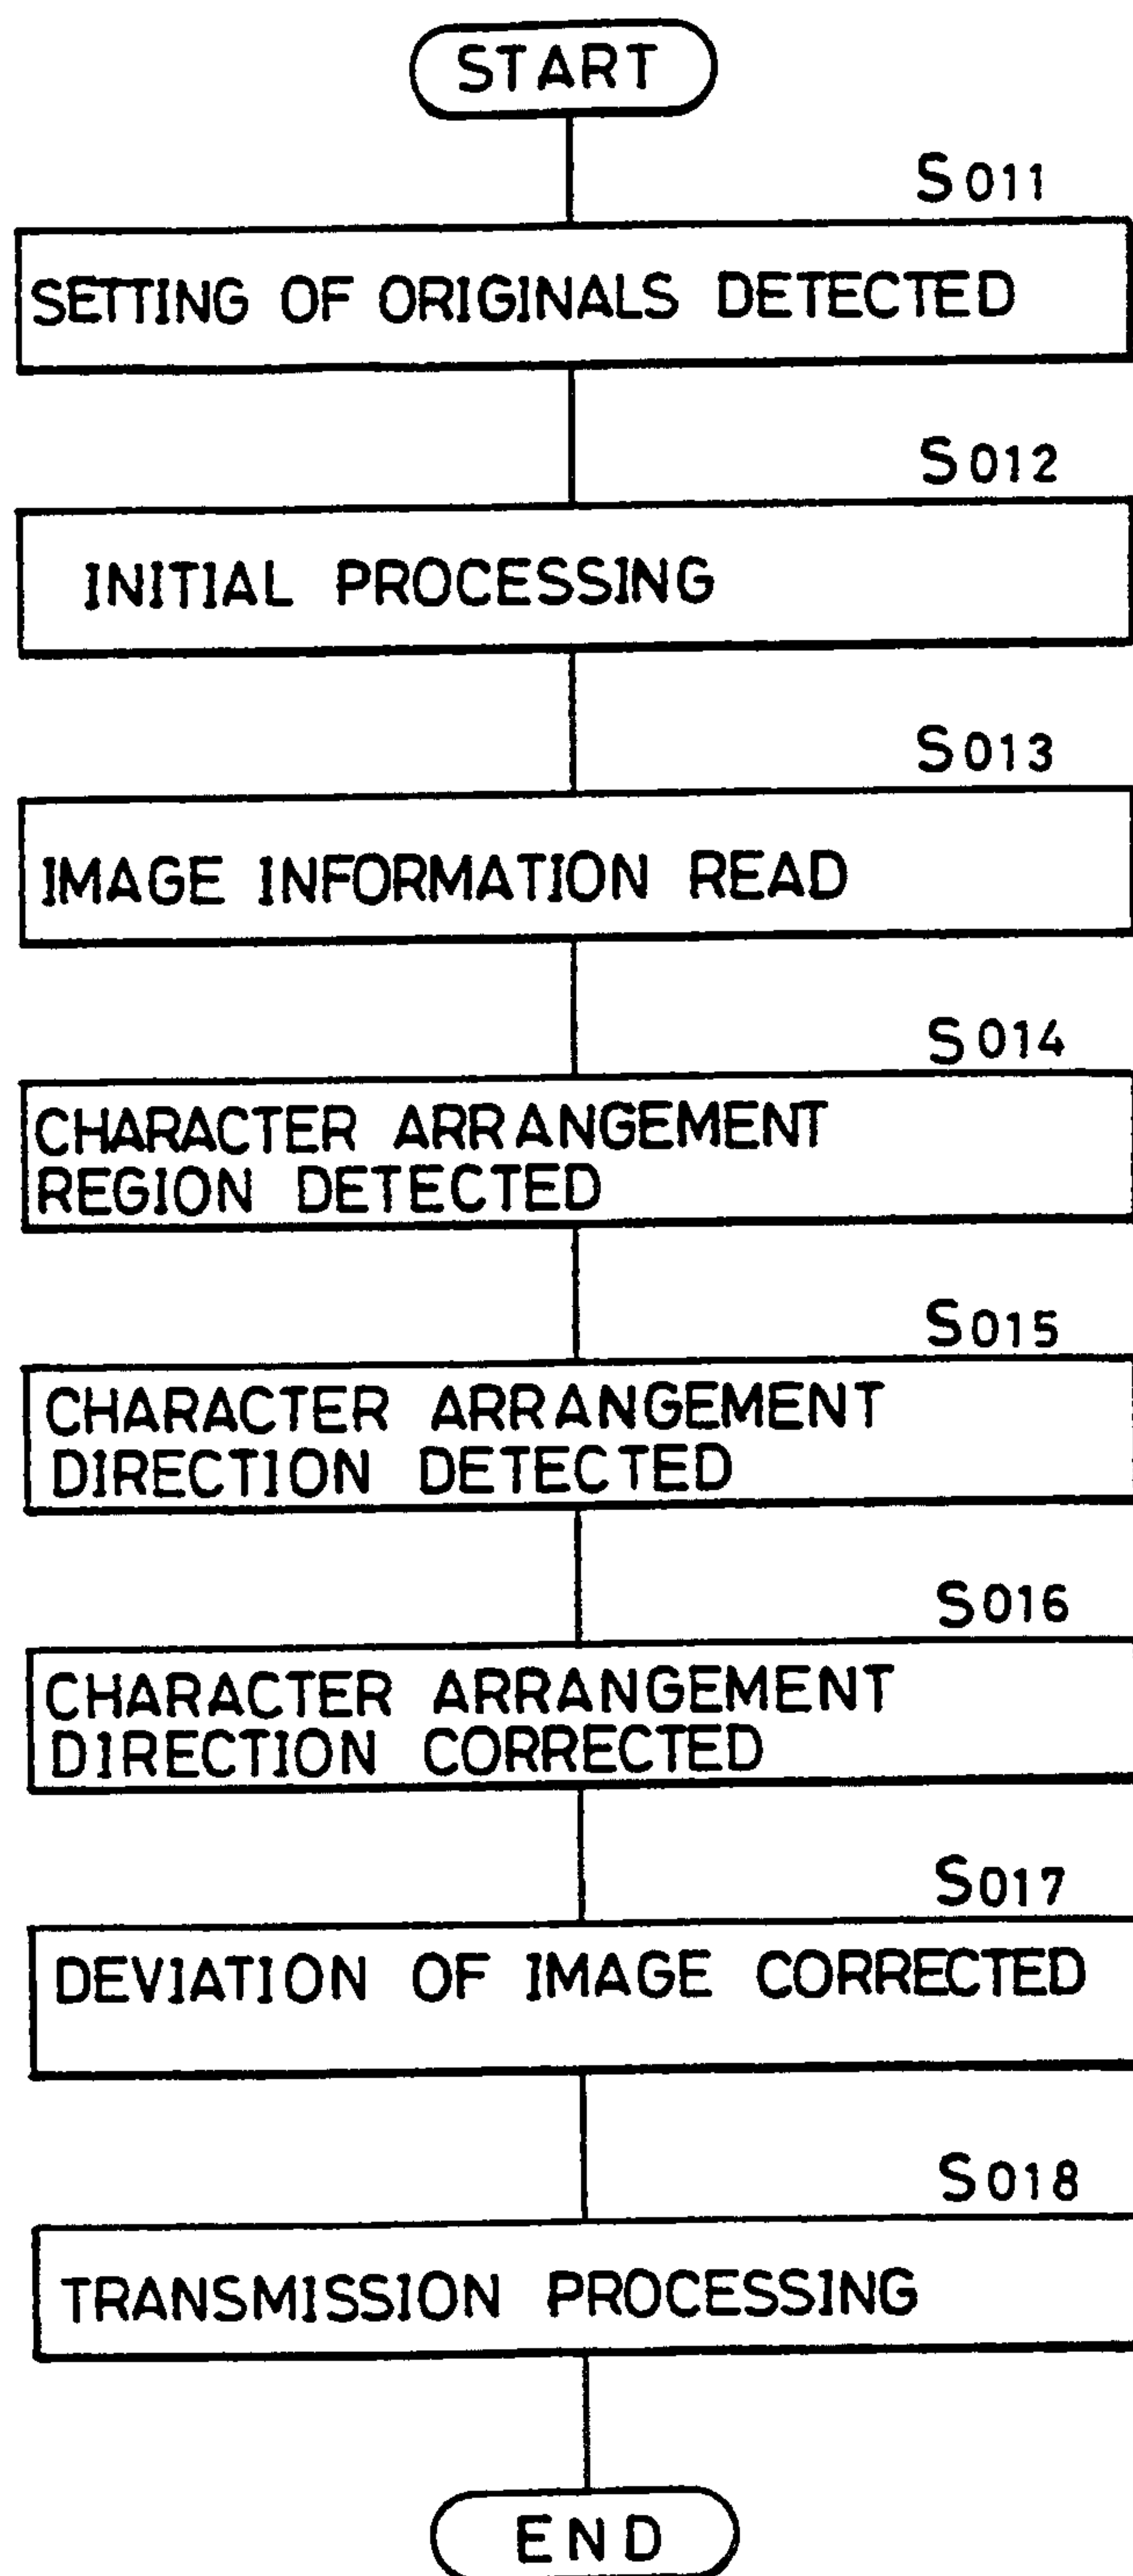 START
S011
SETTING OF ORIGINALS DETECTED
S012
INITIAL PROCESSING
S013
IMAGE INFORMATION READ
S014
CHARACTER ARRANGEMENT
REGION DETECTED
S015
CHARACTER ARRANGEMENT
DIRECTION DETECTED
S016
CHARACTER ARRANGEMENT
DIRECTION CORRECTED
S017
DEVIATION OF IMAGE CORRECTED
S018
TRANSMISSION PROCESSING
END